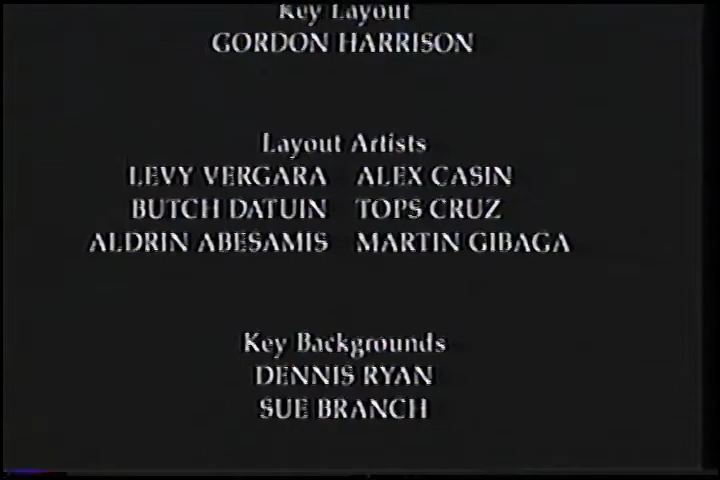 Key Layout
GORDON HARRISON
Layout Artists
LEVY VERGARA ALEX CASIN
BUTCH DATUIN TOPS CRUZ
ALDRIN ABESAMIS MARTIN GIBAGA
Key Backgrounds
DENNIS RYAN
SUE BRANCH